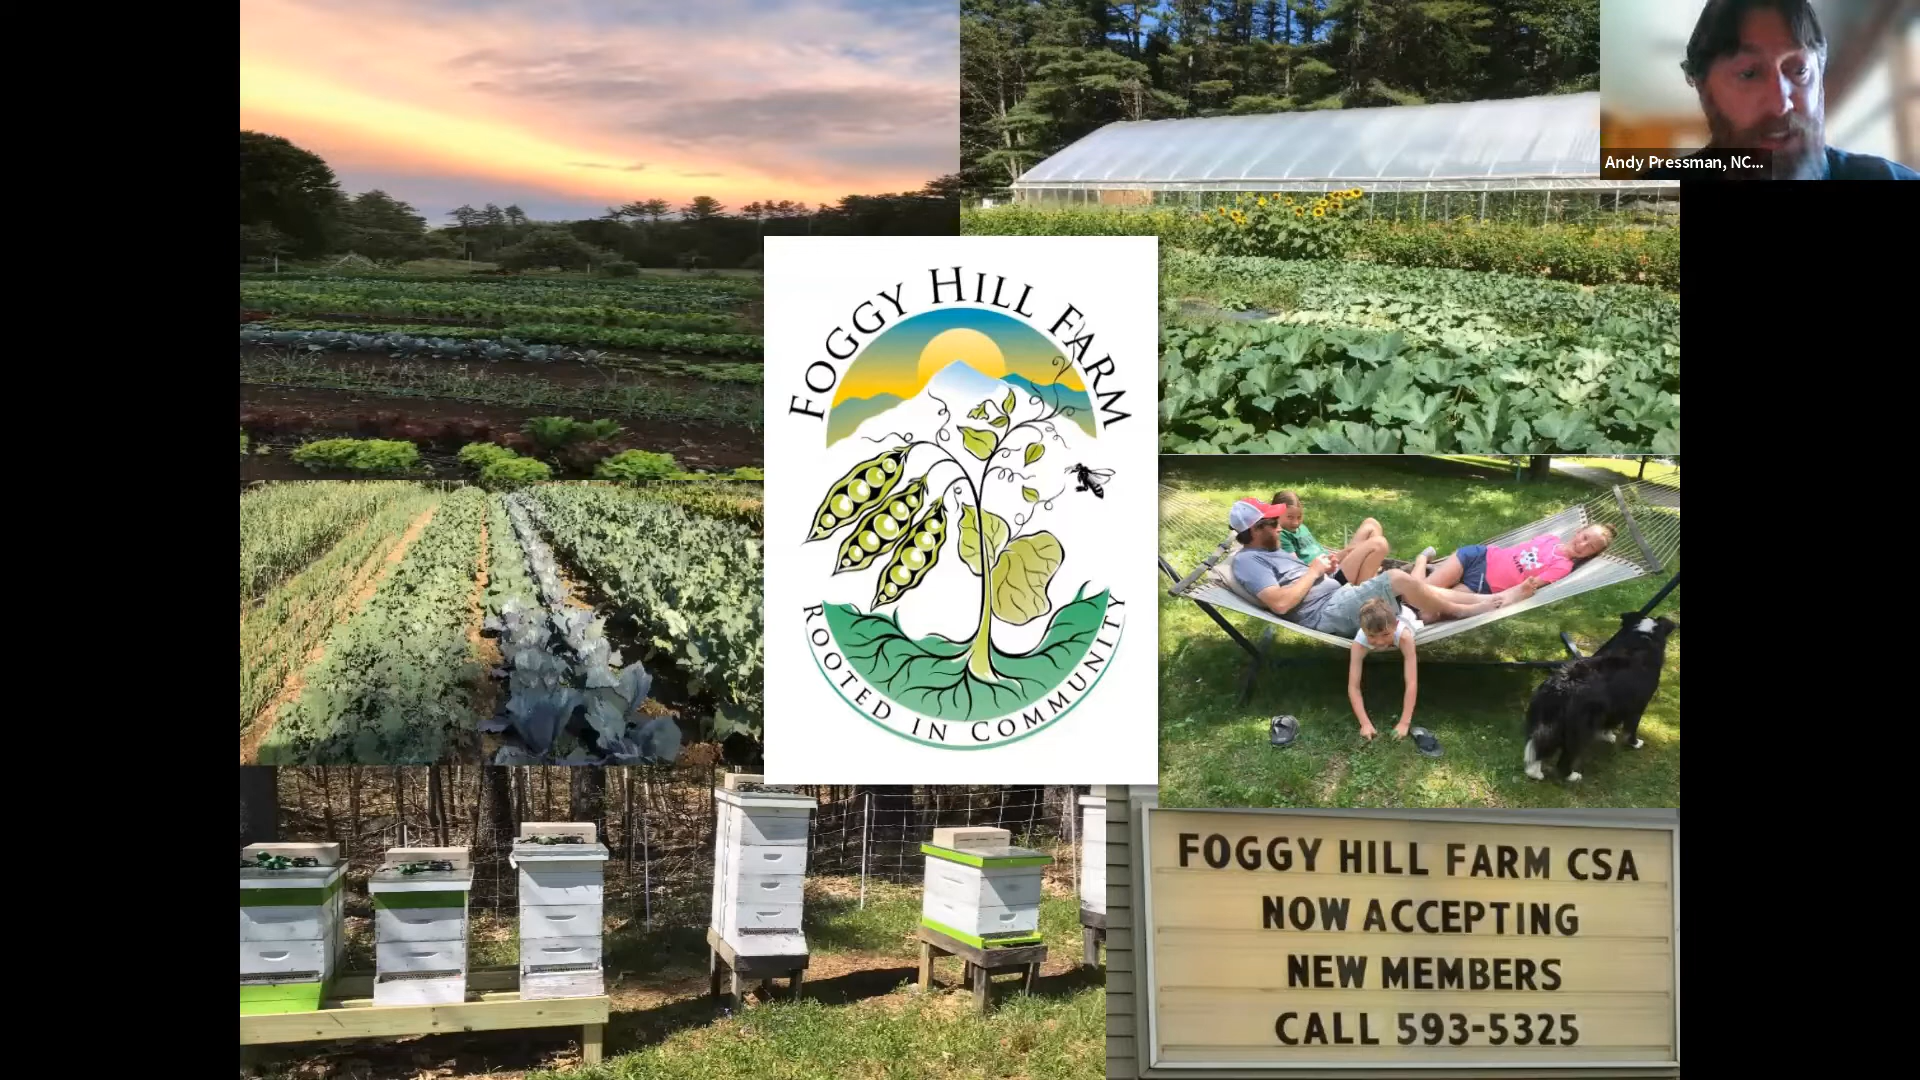 Andy Pressman, NC...
FOGGY HILL FARM
ROOTED IN COMMUNITY
FOGGY HILL FARM CSA
NOW ACCEPTING
NEW MEMBERS
CALL 593-5325